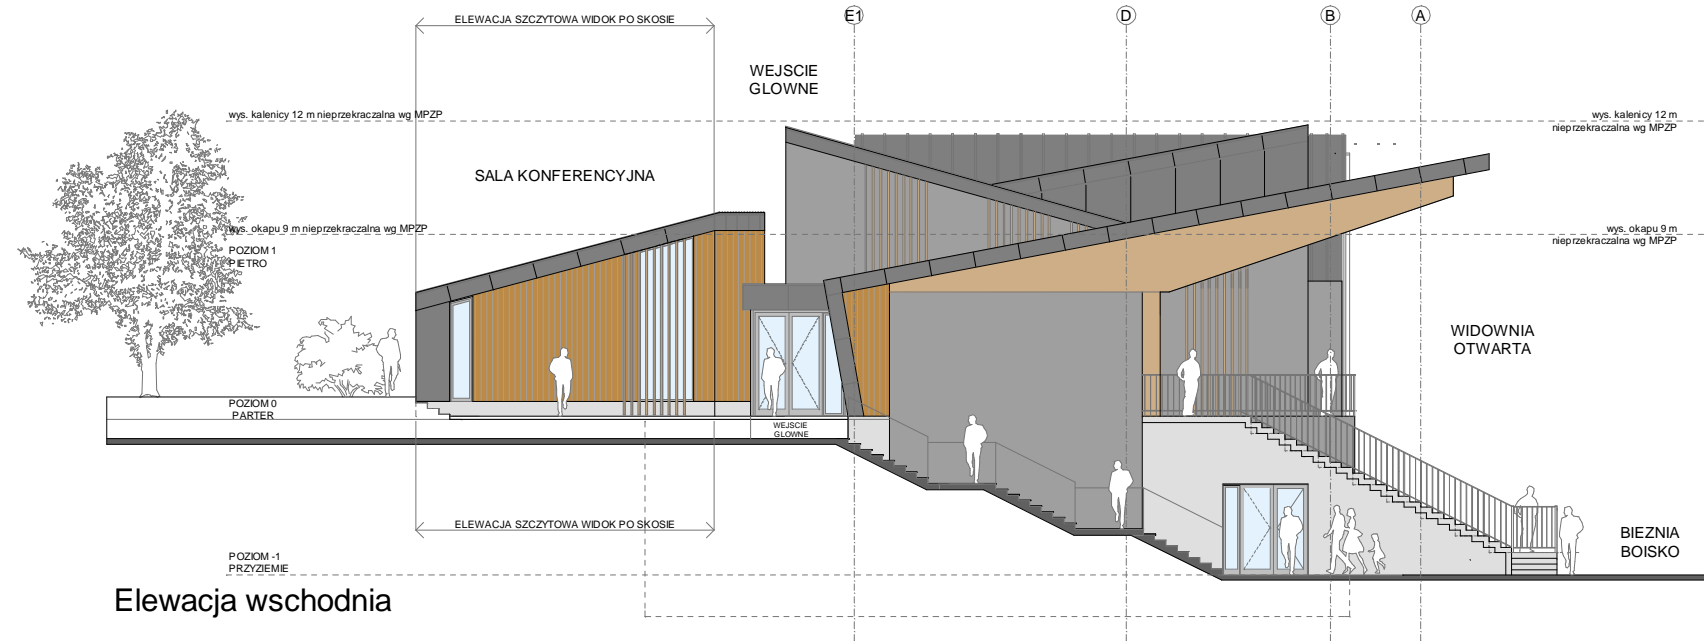 ELEWACJA SZCZYTOWA WIDOK PO SKOSIE
E1
D
B
A
WEJSCIE
GLOWNE
wys. kalenicy 12 m nieprzekraczalna wg MPZP
wys. kalenicy 12 m
nieprzekraczalna wg MPZP
SALA KONFERENCYJNA
wys. okapu 9 m nieprzekraczalna wg MPZP
wys. okapu 9 m
nieprzekraczalna wg MPZP
POZIOM 1
PIETRO
WIDOWNIA
OTWARTA
POZIOM 0
PARTER
WEJSCIE
GLOWNE
ELEWACJA SZCZYTOWA WIDOK PO SKOSIE
BIEZNIA
BOISKO
POZIOM -1
PRZYZIEMIE
Elewacja wschodnia